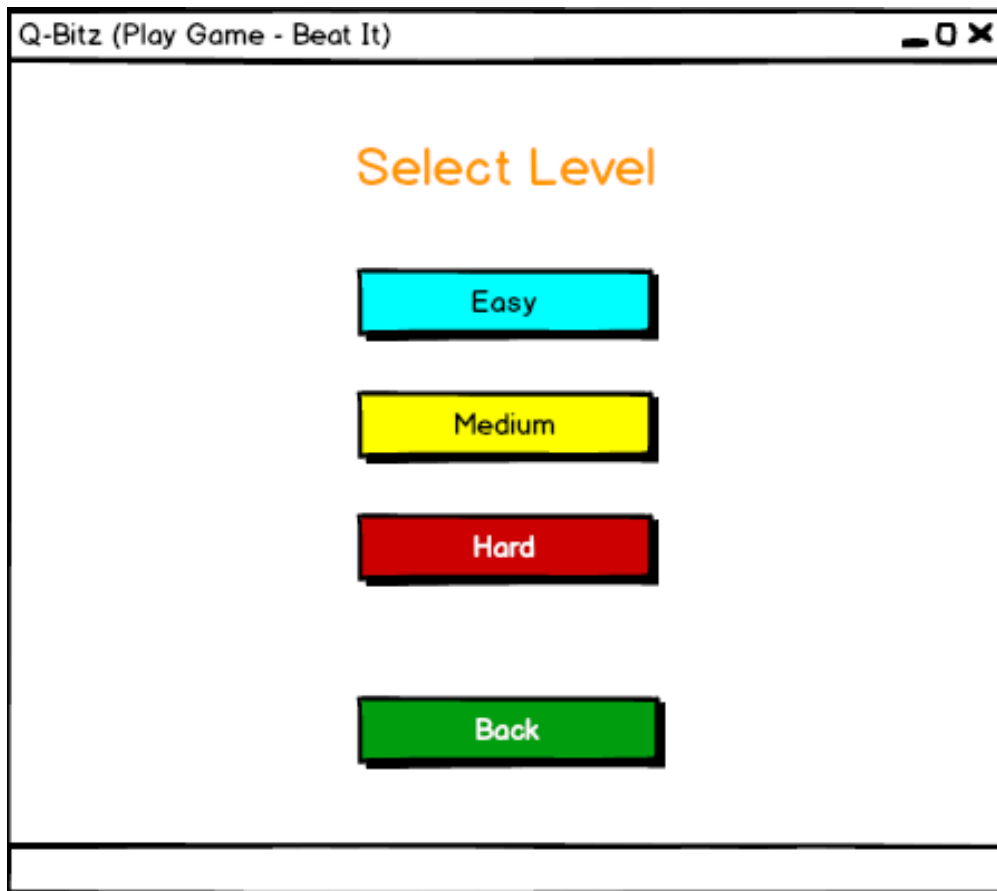 Q-Bitz (Play Game - Beat It)
Select Level
Easy
Medium
Hard
Back